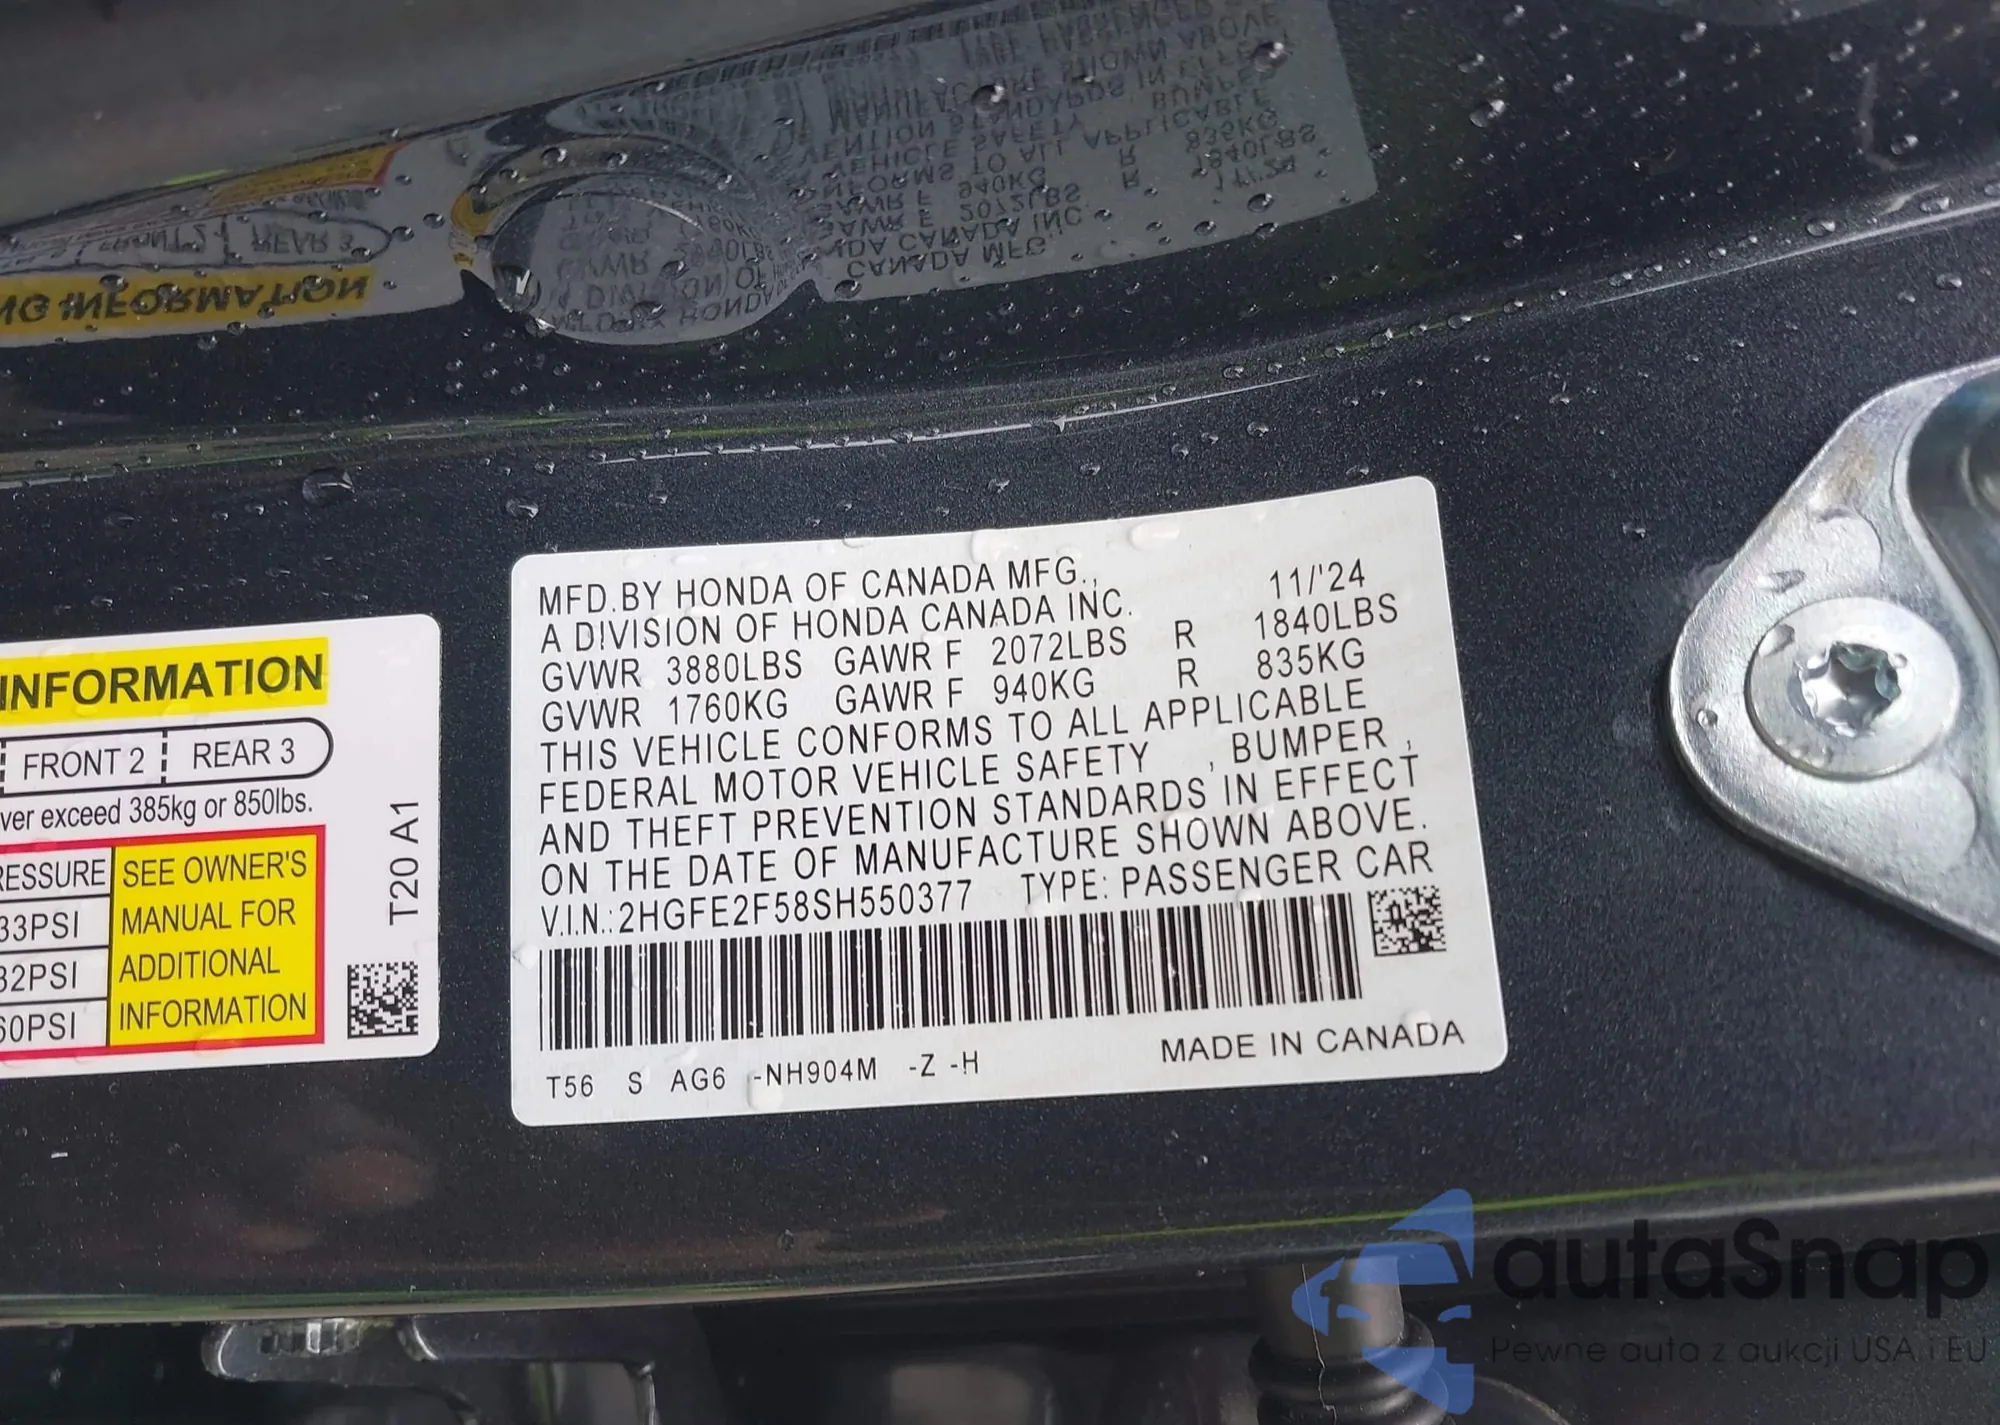 INFORMATION
FRONT 2 REAR 3
ver exceed 385kg or 850lbs.
RESSURE
33PSI
32PSI
60PSI
SEE OWNER'S
MANUAL FOR
ADDITIONAL
INFORMATION
T20 A1
MFD.BY HONDA OF CANADA MFG., 11/'24
A DIVISION OF HONDA CANADA INC.
GVWR 3880LBS GAWR F 2072LBS R 1840LBS
GVWR 1760KG GAWR F 940KG R 835KG
THIS VEHICLE CONFORMS TO ALL APPLICABLE
FEDERAL MOTOR VEHICLE SAFETY , BUMPER ,
AND THEFT PREVENTION STANDARDS IN EFFECT
ON THE DATE OF MANUFACTURE SHOWN ABOVE.
V.I.N.:2HGFE2F58SH550377 TYPE: PASSENGER CAR
T56 S AG6 -NH904M -Z -H MADE IN CANADA
autaSnap
Pewne auta z aukcji USA i EU